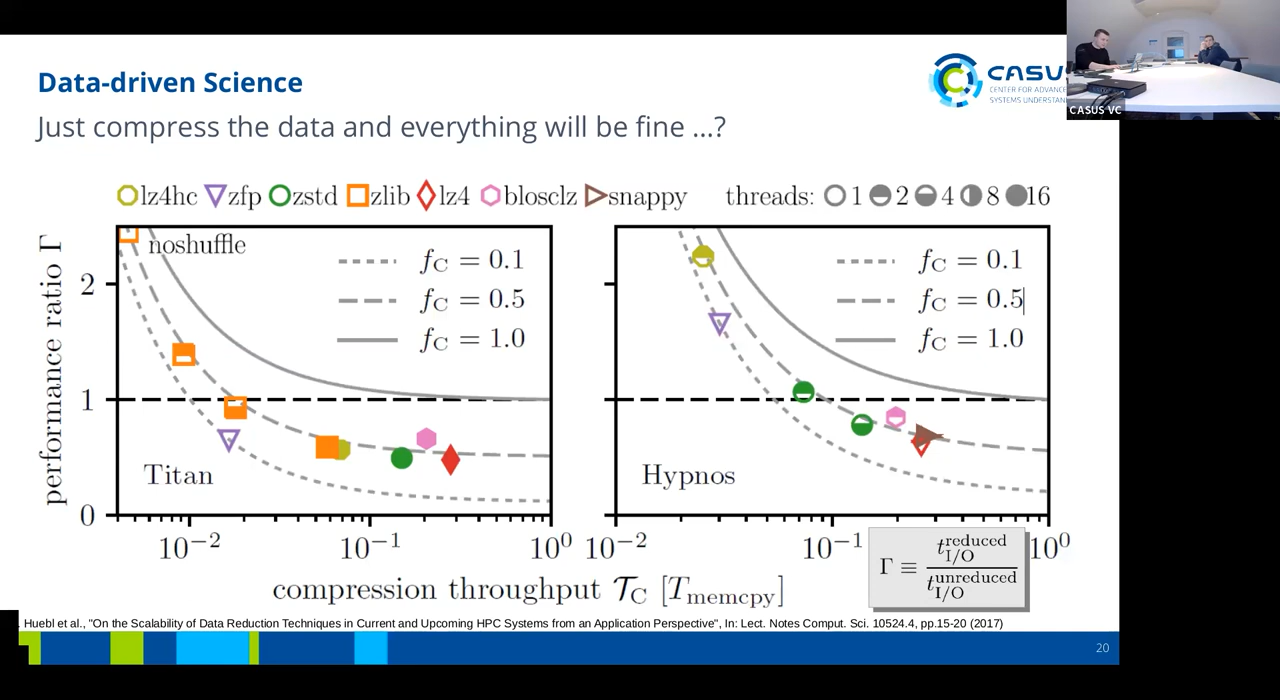 Data-driven Science
Just compress the data and everything will be fine ...?
CASU
CENTER FOR ADVANCE
SYSTEMS UNDERSTAN
CASUS VC
lz4hc zfp zstd zlib lz4 blosclz snappy threads: 1 2 4 8 16
performance ratio Γ
2
1
0
noshuffle
f_C = 0.1
f_C = 0.5
f_C = 1.0
Titan
10^−2 10^−1 10^0
f_C = 0.1
f_C = 0.5
f_C = 1.0
Hypnos
10^−2 10^−1 10^0
compression throughput 𝒯_C [T_memcpy]
Γ ≡ t_I/O^reduced / t_I/O^unreduced
. Huebl et al., "On the Scalability of Data Reduction Techniques in Current and Upcoming HPC Systems from an Application Perspective", In: Lect. Notes Comput. Sci. 10524.4, pp.15-20 (2017)
20